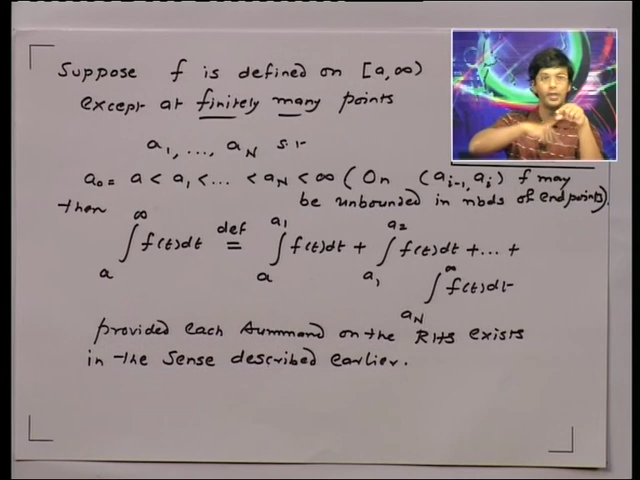 Suppose f is defined on [a,∞)
except at finitely many points
a₁, ..., a_N s.t.
a₀ = a < a₁ < ... < a_N < ∞ (On (a_{i-1}, a_i) f may
be unbounded in nbds of endpoints).
then
∫_a^∞ f(t)dt def= ∫_a^{a₁} f(t)dt + ∫_{a₁}^{a₂} f(t)dt + ... +
∫_{a_N}^∞ f(t)dt
provided each summand on the RHS exists
in the sense described earlier.